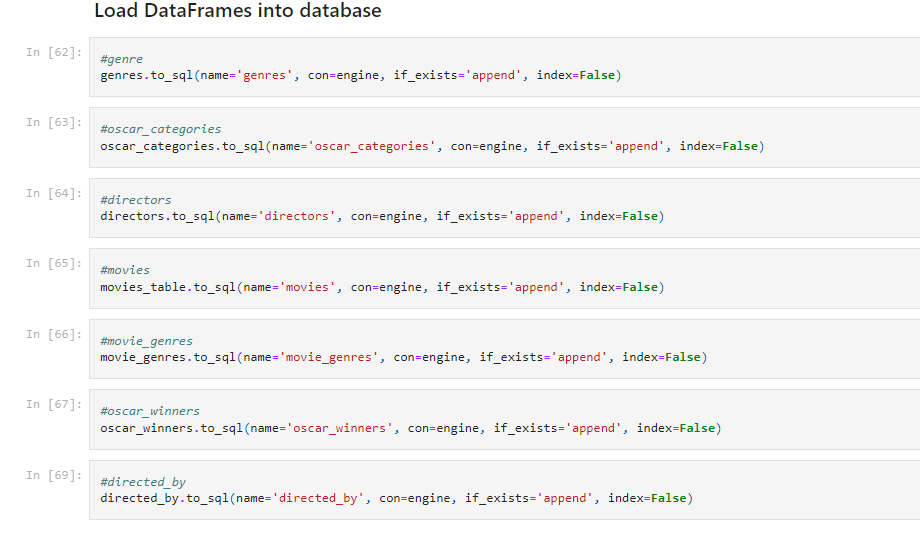 Load DataFrames into database
In [62]:
#genre
genres.to_sql(name='genres', con=engine, if_exists='append', index=False)
In [63]:
#oscar_categories
oscar_categories.to_sql(name='oscar_categories', con=engine, if_exists='append', index=False)
In [64]:
#directors
directors.to_sql(name='directors', con=engine, if_exists='append', index=False)
In [65]:
#movies
movies_table.to_sql(name='movies', con=engine, if_exists='append', index=False)
In [66]:
#movie_genres
movie_genres.to_sql(name='movie_genres', con=engine, if_exists='append', index=False)
In [67]:
#oscar_winners
oscar_winners.to_sql(name='oscar_winners', con=engine, if_exists='append', index=False)
In [69]:
#directed_by
directed_by.to_sql(name='directed_by', con=engine, if_exists='append', index=False)